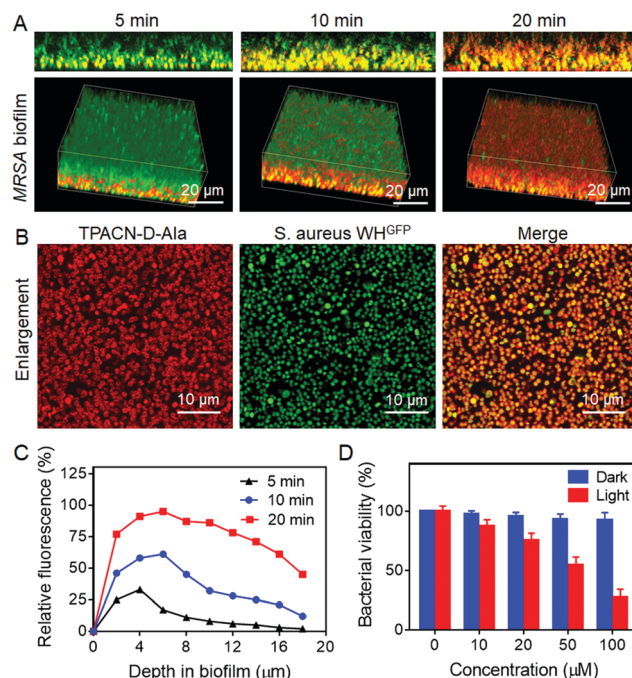 A
5 min
10 min
20 min
MRSA biofilm
20 μm
20 μm
20 μm
B
TPACN-D-Ala
S. aureus WHGFP
Merge
Enlargement
10 μm
10 μm
10 μm
C
Relative fluorescence (%)
125
100
75
50
25
0
0
4
8
12
16
20
Depth in biofilm (μm)
5 min
10 min
20 min
D
Bacterial viability (%)
100
50
0
0
10
20
50
100
Concentration (μM)
Dark
Light